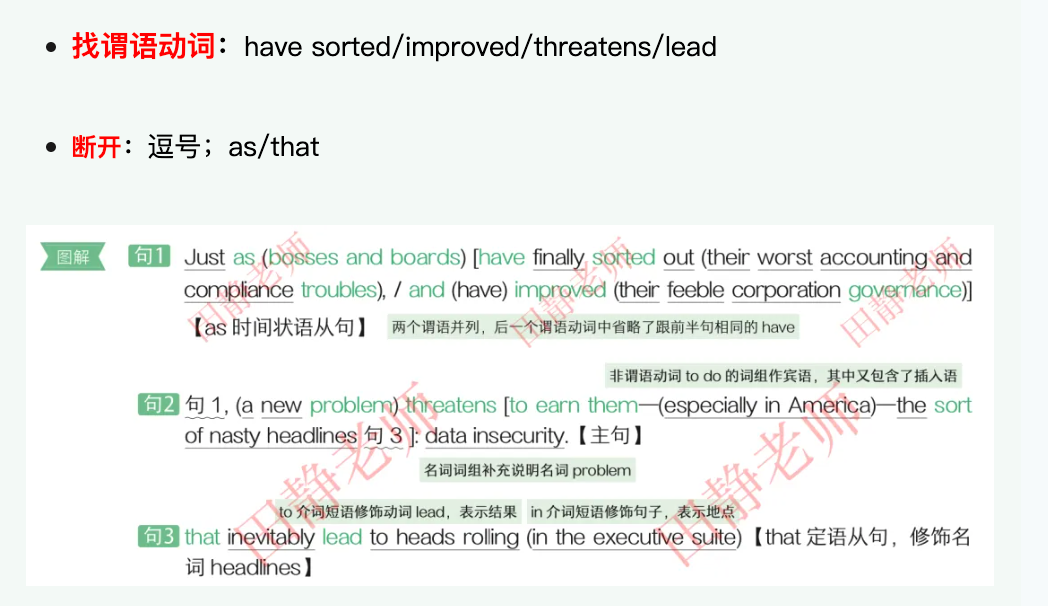 • 找谓语动词：have sorted/improved/threatens/lead
• 断开：逗号；as/that
图解 句1 Just as (bosses and boards) [have finally sorted out (their worst accounting and
compliance troubles), / and (have) improved (their feeble corporation governance)]
【as 时间状语从句】 两个谓语并列，后一个谓语动词中省略了跟前半句相同的 have
非谓语动词 to do 的词组作宾语，其中又包含了插入语
句2 句 1, (a new problem) threatens [to earn them—(especially in America)—the sort
of nasty headlines 句 3 ]: data insecurity.【主句】
名词词组补充说明名词 problem
to 介词短语修饰动词 lead，表示结果 in 介词短语修饰句子，表示地点
句3 that inevitably lead to heads rolling (in the executive suite)【that 定语从句，修饰名
词 headlines】
田静老师
田静老师
田静老师
田静老师
田静老师